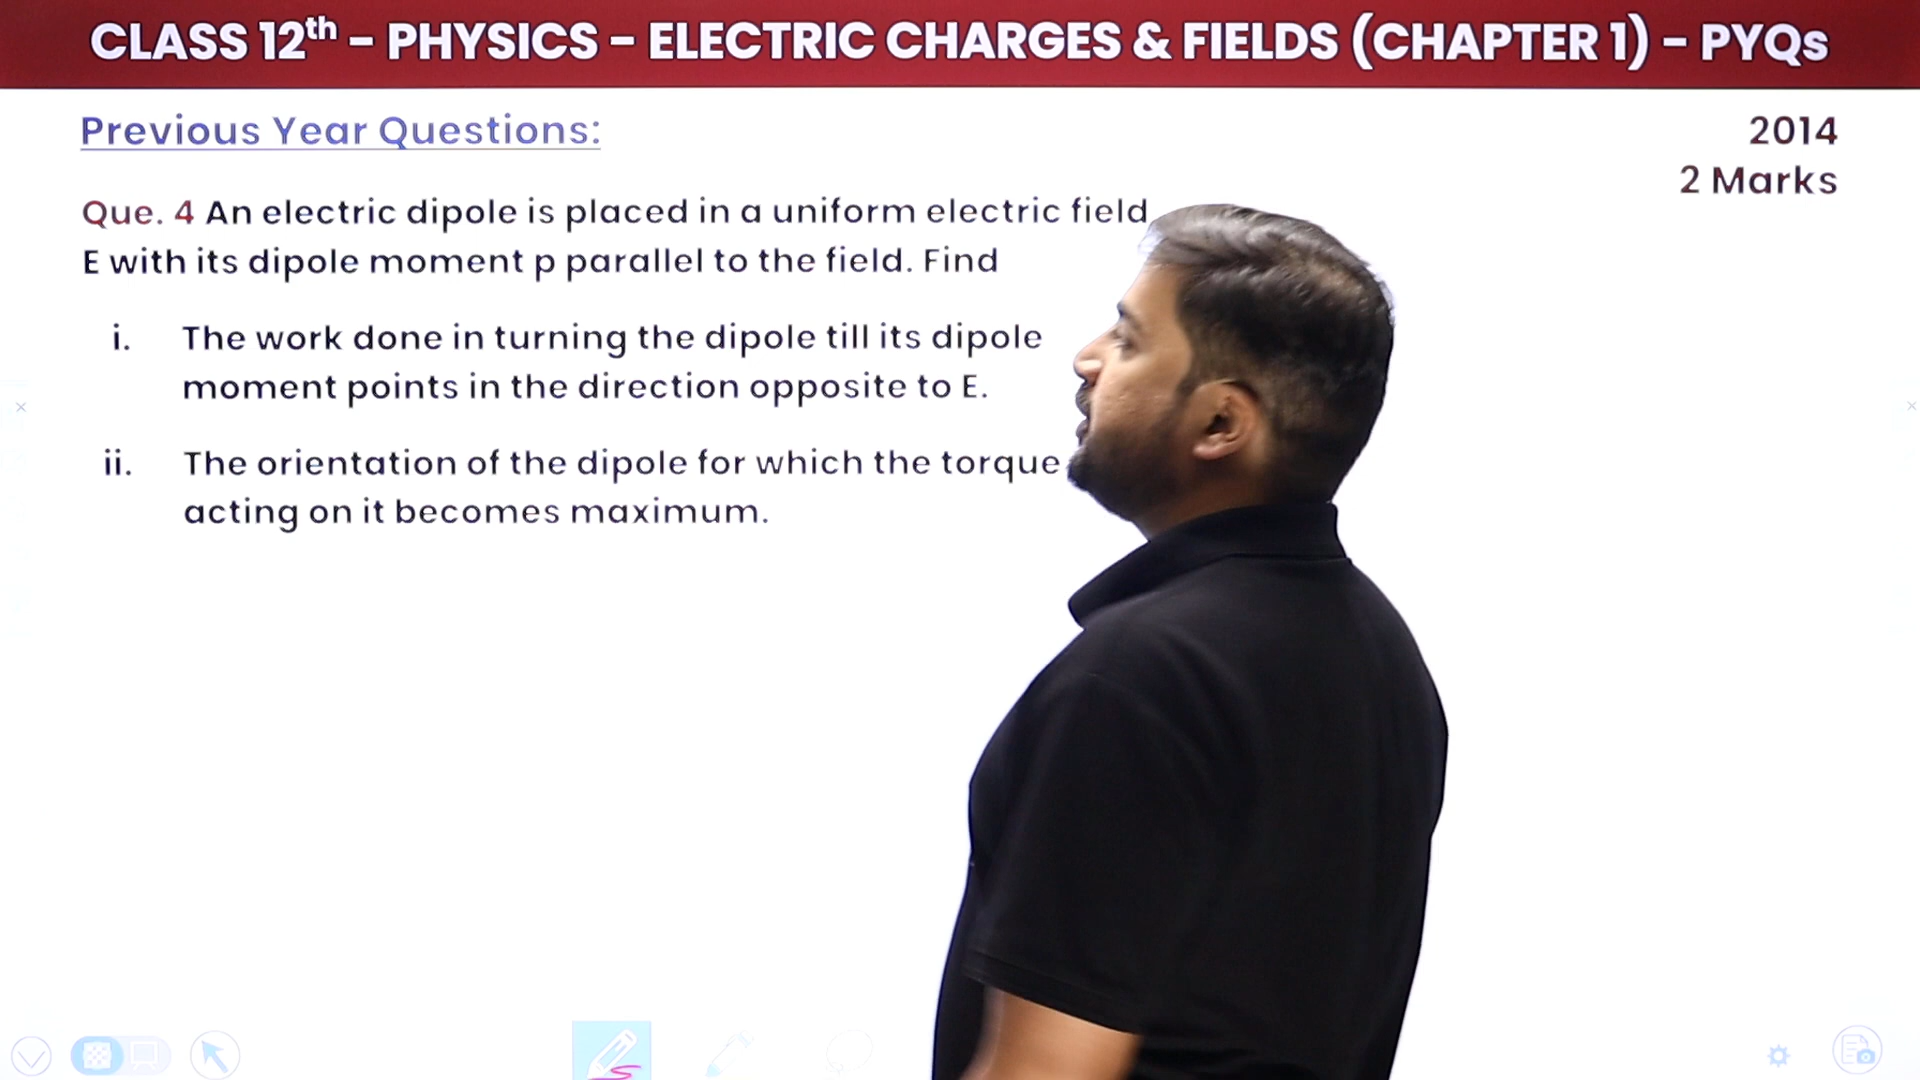 CLASS 12th - PHYSICS - ELECTRIC CHARGES & FIELDS (CHAPTER 1) - PYQs
Previous Year Questions:
2014
2 Marks
Que. 4 An electric dipole is placed in a uniform electric field
E with its dipole moment p parallel to the field. Find
i. The work done in turning the dipole till its dipole
moment points in the direction opposite to E.
ii. The orientation of the dipole for which the torque
acting on it becomes maximum.